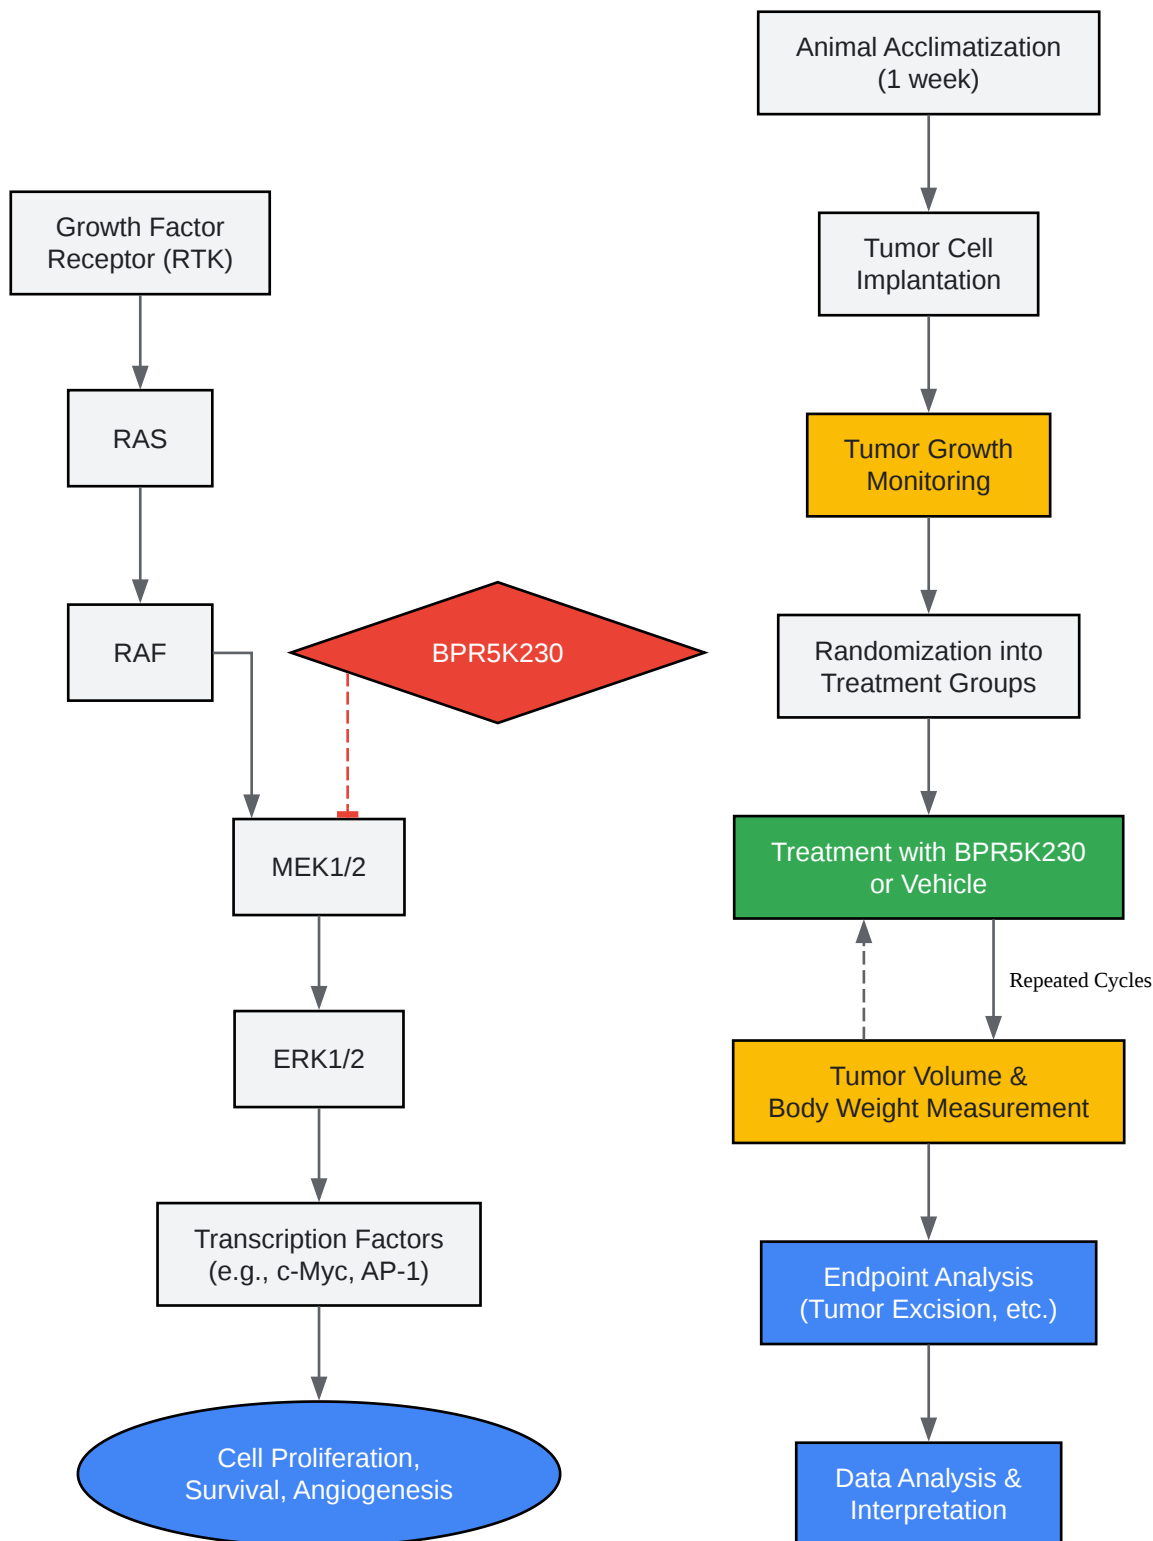 Growth Factor
Receptor (RTK)
RAS
RAF
BPR5K230
MEK1/2
ERK1/2
Transcription Factors
(e.g., c-Myc, AP-1)
Cell Proliferation,
Survival, Angiogenesis
Animal Acclimatization
(1 week)
Tumor Cell
Implantation
Tumor Growth
Monitoring
Randomization into
Treatment Groups
Treatment with BPR5K230
or Vehicle
Repeated Cycles
Tumor Volume &
Body Weight Measurement
Endpoint Analysis
(Tumor Excision, etc.)
Data Analysis &
Interpretation